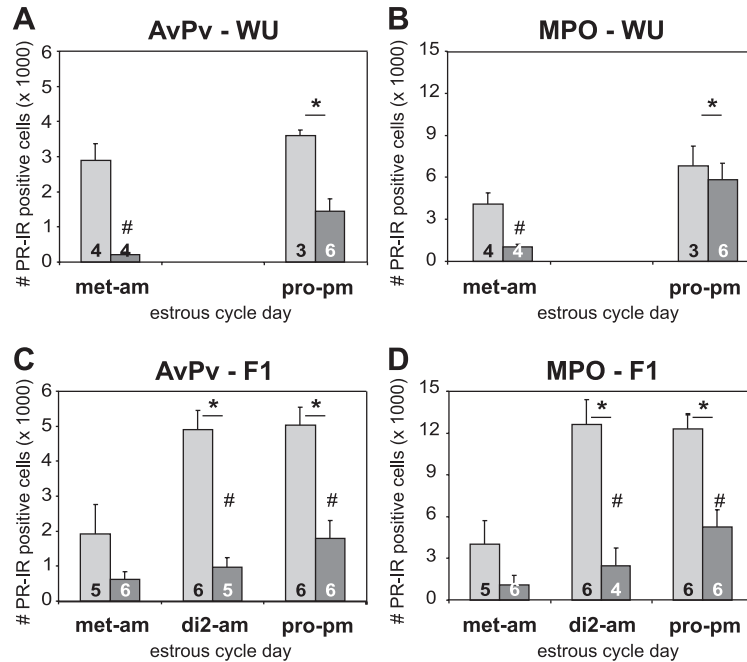 A
AvPv - WU
# PR-IR positive cells (x 1000)
6
5
4
3
2
1
0
#
*
4 4 3 6
met-am pro-pm
estrous cycle day
B
MPO - WU
# PR-IR positive cells (x 1000)
15
12
9
6
3
0
#
*
4 4 3 6
met-am pro-pm
estrous cycle day
C
AvPv - F1
# PR-IR positive cells (x 1000)
6
5
4
3
2
1
0
* *
# #
5 6 6 5 6 6
met-am di2-am pro-pm
estrous cycle day
D
MPO - F1
# PR-IR positive cells (x 1000)
15
12
9
6
3
0
* *
# #
5 6 6 4 6 6
met-am di2-am pro-pm
estrous cycle day